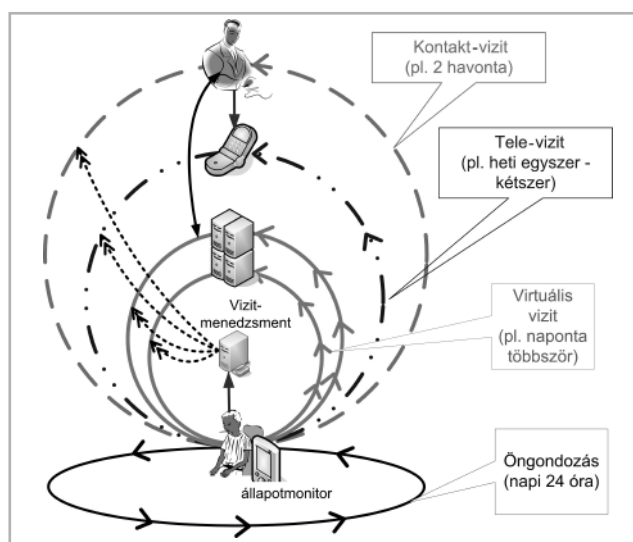 Kontakt-vizit
(pl. 2 havonta)
Tele-vizit
(pl. heti egyszer -
kétszer)
Vizit-
menedzsment
Virtuális
vizit
(pl. naponta
többször)
állapotmonitor
Öngondozás
(napi 24 óra)